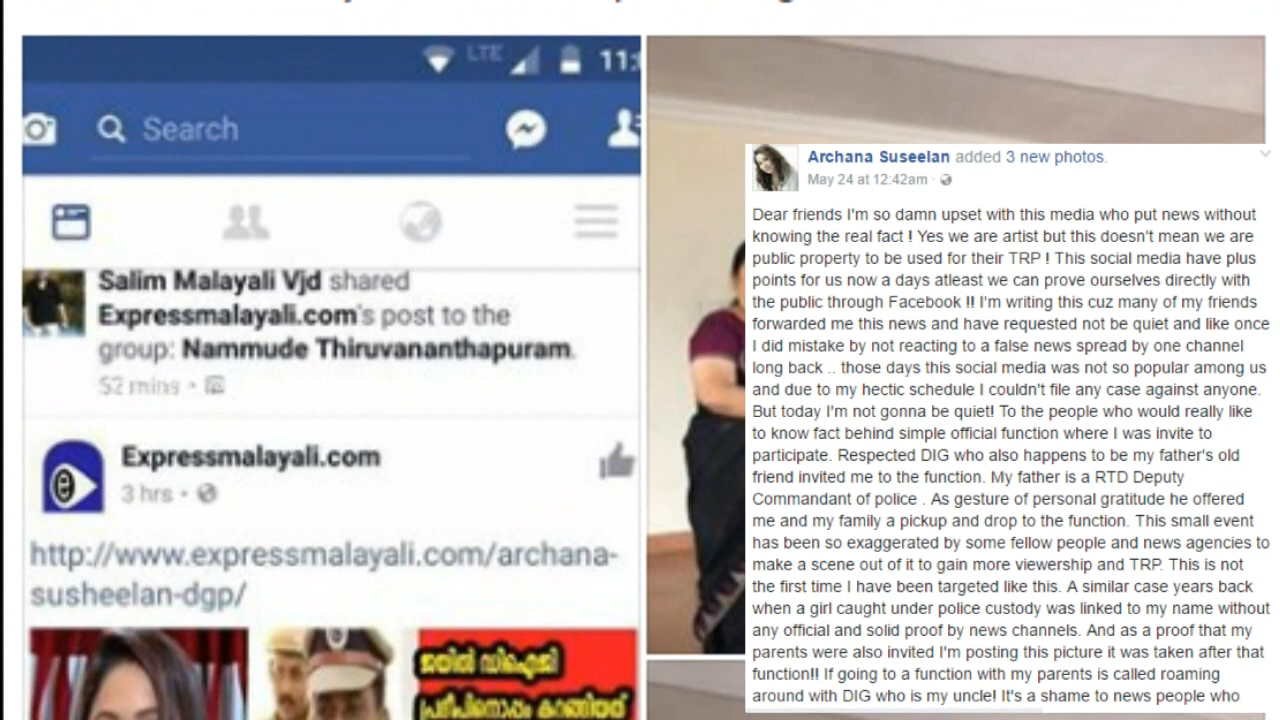 LTE 11:
Search
Salim Malayali Vjd shared
Expressmalayali.com's post to the
group: Nammude Thiruvananthapuram.
52 mins
Expressmalayali.com
3 hrs
http://www.expressmalayali.com/archana-
susheelan-dgp/
ജയിൽ ഡിഐജി
പ്രദീപിനൊപ്പം കറങ്ങിയത്
Archana Suseelan added 3 new photos.
May 24 at 12:42am
Dear friends I'm so damn upset with this media who put news without
knowing the real fact ! Yes we are artist but this doesn't mean we are
public property to be used for their TRP ! This social media have plus
points for us now a days atleast we can prove ourselves directly with
the public through Facebook !! I'm writing this cuz many of my friends
forwarded me this news and have requested not be quiet and like once
I did mistake by not reacting to a false news spread by one channel
long back .. those days this social media was not so popular among us
and due to my hectic schedule I couldn't file any case against anyone.
But today I'm not gonna be quiet! To the people who would really like
to know fact behind simple official function where I was invite to
participate. Respected DIG who also happens to be my father's old
friend invited me to the function. My father is a RTD Deputy
Commandant of police . As gesture of personal gratitude he offered
me and my family a pickup and drop to the function. This small event
has been so exaggerated by some fellow people and news agencies to
make a scene out of it to gain more viewership and TRP. This is not
the first time I have been targeted like this. A similar case years back
when a girl caught under police custody was linked to my name without
any official and solid proof by news channels. And as a proof that my
parents were also invited I'm posting this picture it was taken after that
function!! If going to a function with my parents is called roaming
around with DIG who is my uncle! It's a shame to news people who